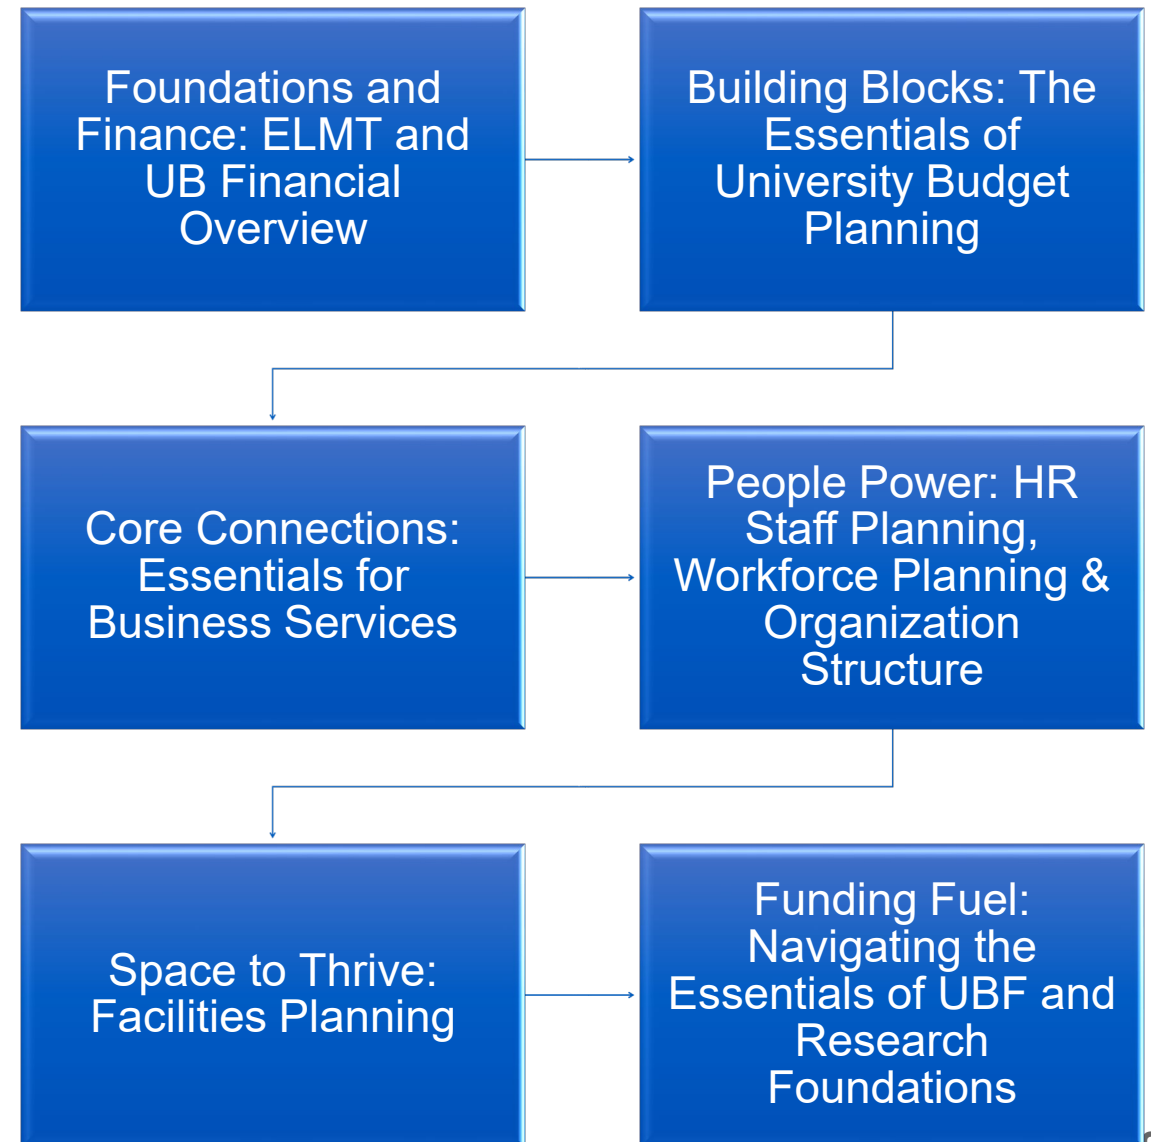 Foundations and
Finance: ELMT and
UB Financial
Overview
Building Blocks: The
Essentials of
University Budget
Planning
Core Connections:
Essentials for
Business Services
People Power: HR
Staff Planning,
Workforce Planning &
Organization
Structure
Space to Thrive:
Facilities Planning
Funding Fuel:
Navigating the
Essentials of UBF and
Research
Foundations